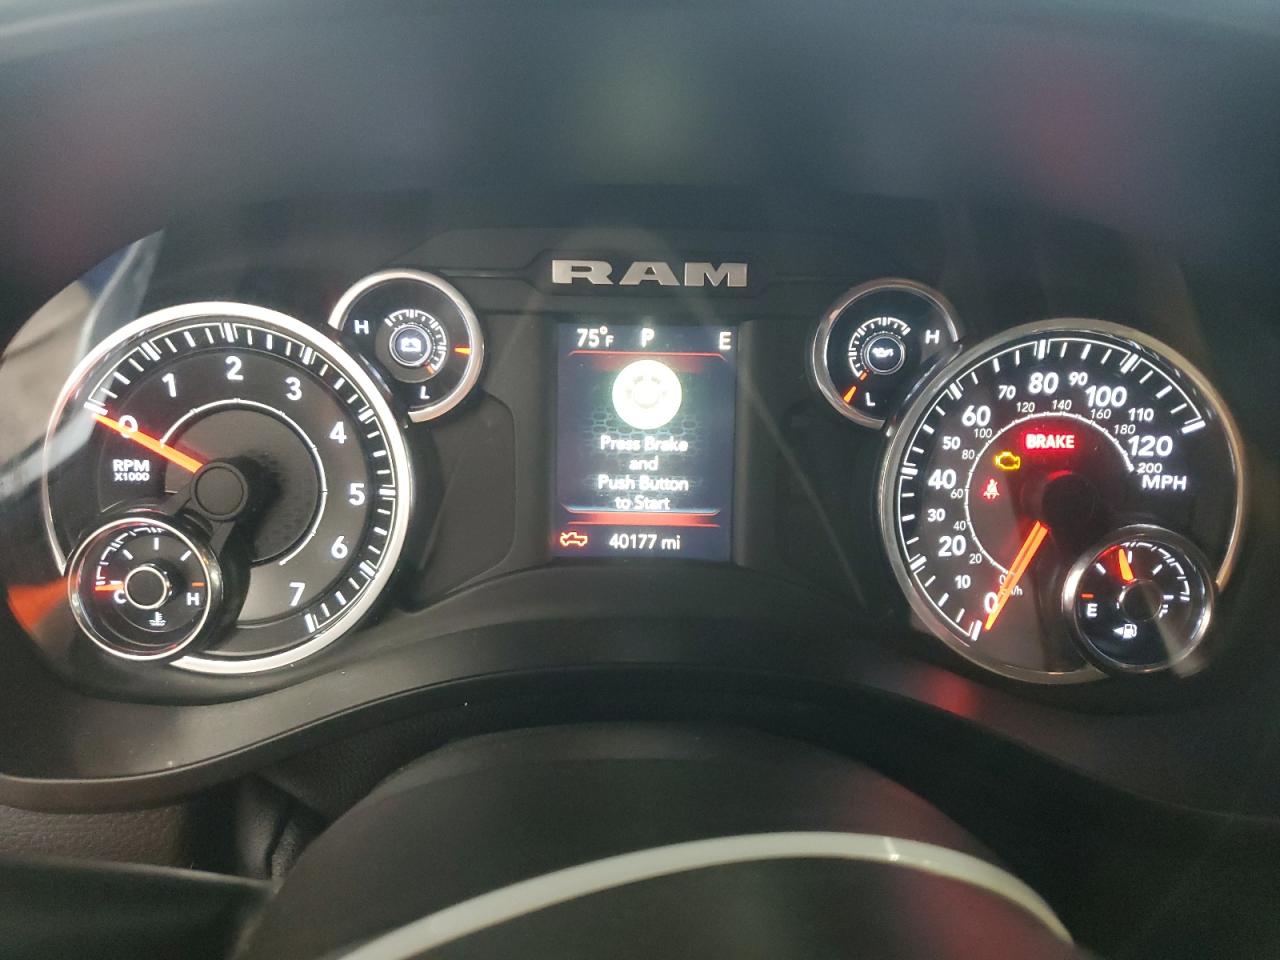 RAM
75°F P E
Press Brake
and
Push Button
to Start
40177 mi
0 1 2 3 4 5 6 7
RPM
X1000
C H
H
L
H
L
0 10 20 30 40 50 60 70 80 90 100 110 120
MPH
0 20 40 60 80 100 120 140 160 180 200
km/h
BRAKE
E F